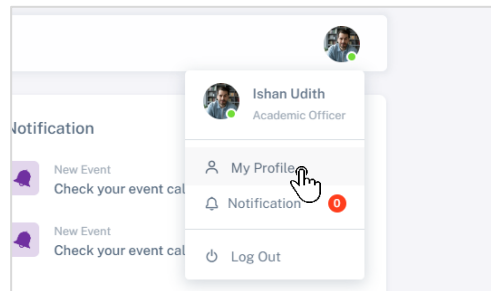 Ishan Udith
Academic Officer
Notification
New Event
Check your event cal
New Event
Check your event cal
My Profile
Notification 0
Log Out